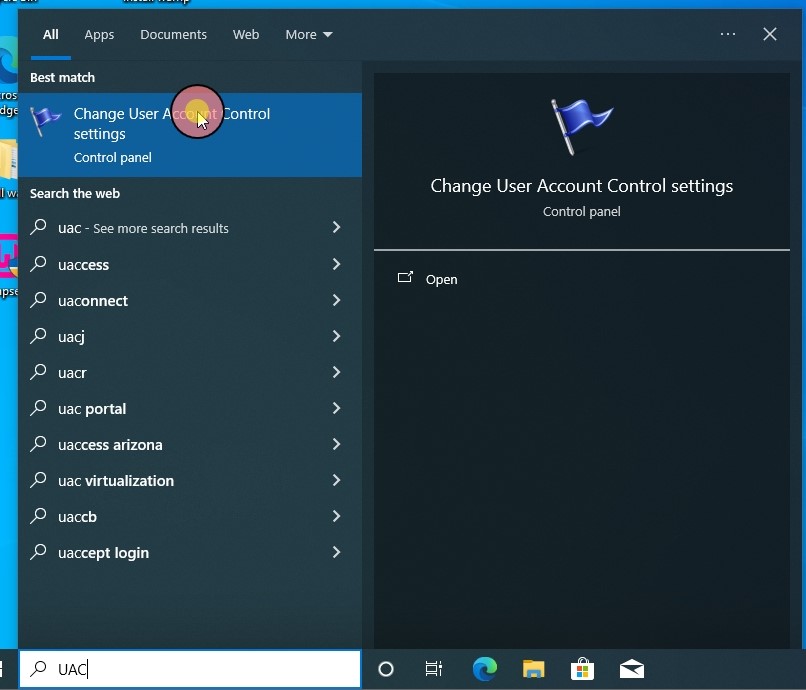 All Apps Documents Web More
Best match
Change User Account Control
settings
Control panel
Search the web
uac - See more search results
uaccess
uaconnect
uacj
uacr
uac portal
uaccess arizona
uac virtualization
uaccb
uaccept login
Change User Account Control settings
Control panel
Open
UAC